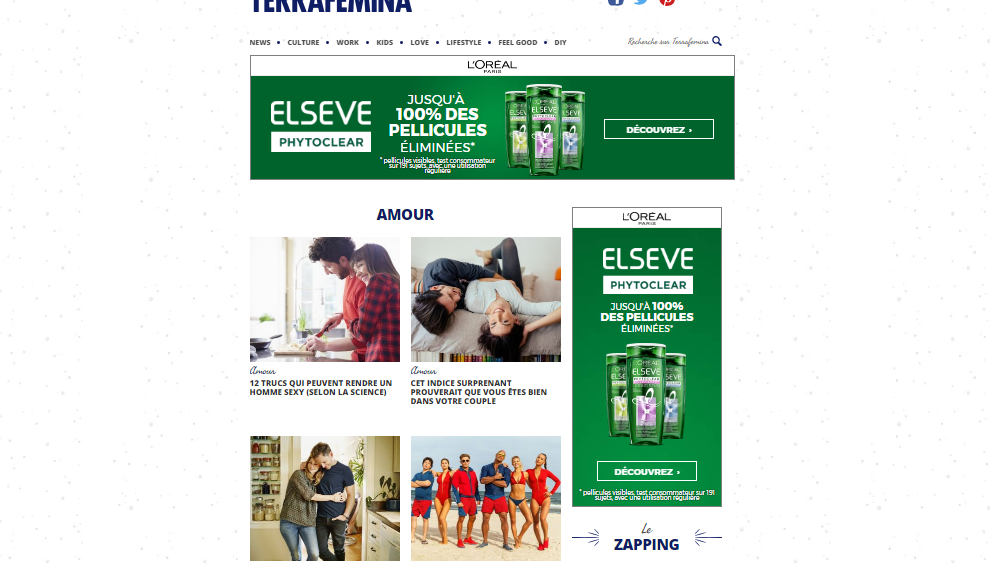 TERRAFEMINA
NEWS • CULTURE • WORK • KIDS • LOVE • LIFESTYLE • FEEL GOOD • DIY
Recherche sur Terrafemina
L'ORÉAL
PARIS
ELSEVE
PHYTOCLEAR
JUSQU'À
100% DES
PELLICULES
ÉLIMINÉES*
* pellicules visibles, test consommateur
sur 191 sujets, avec une utilisation
régulière
ELSEVE
DÉCOUVREZ ›
AMOUR
Amour
12 TRUCS QUI PEUVENT RENDRE UN
HOMME SEXY (SELON LA SCIENCE)
Amour
CET INDICE SURPRENANT
PROUVERAIT QUE VOUS ÊTES BIEN
DANS VOTRE COUPLE
L'ORÉAL
PARIS
ELSEVE
PHYTOCLEAR
JUSQU'À 100%
DES PELLICULES
ÉLIMINÉES*
ELSEVE
DÉCOUVREZ ›
* pellicules visibles, test consommateur sur 191
sujets, avec une utilisation régulière
Le
ZAPPING